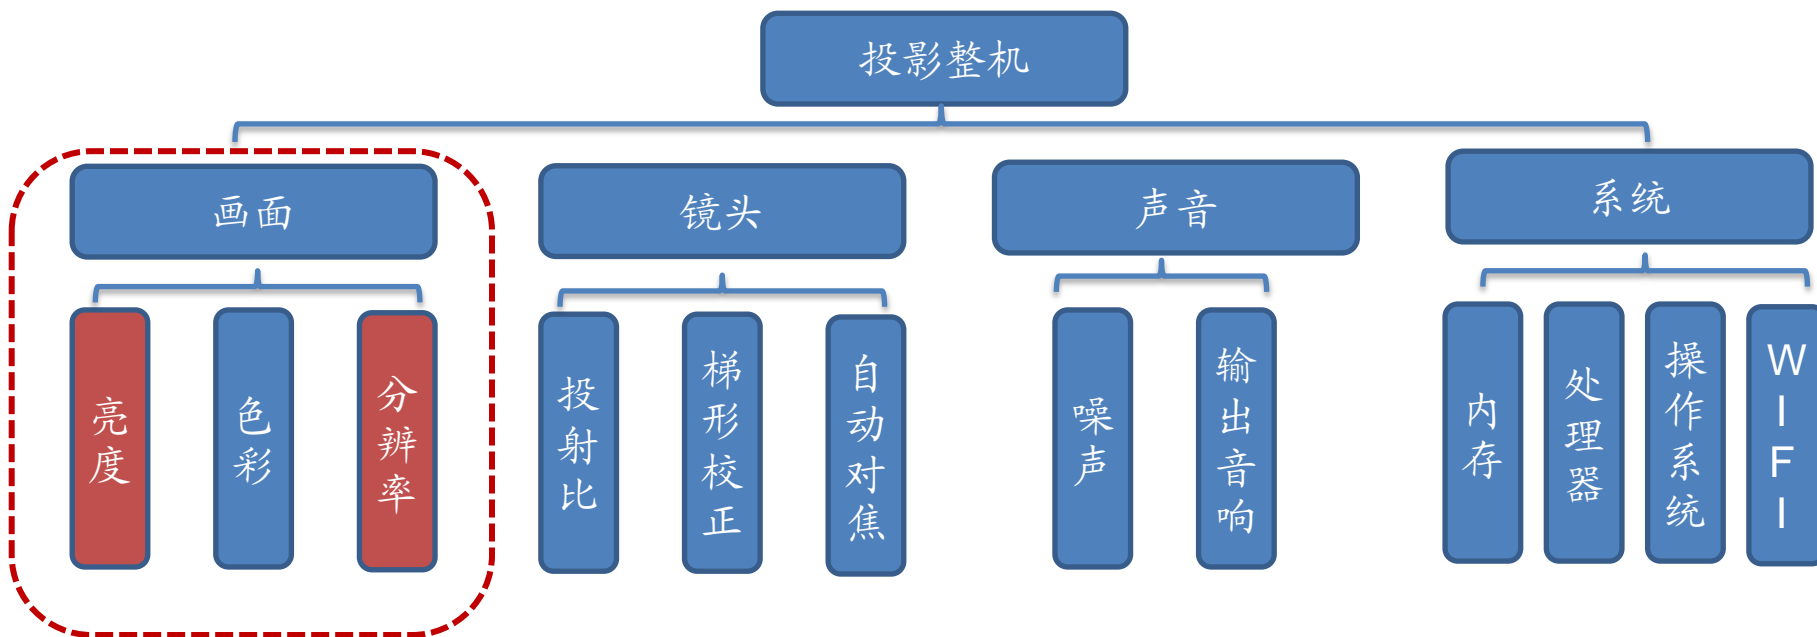 投影整机
画面
镜头
声音
系统
亮度
色彩
分辨率
投射比
梯形校正
自动对焦
噪声
输出音响
内存
处理器
操作系统
WIFI